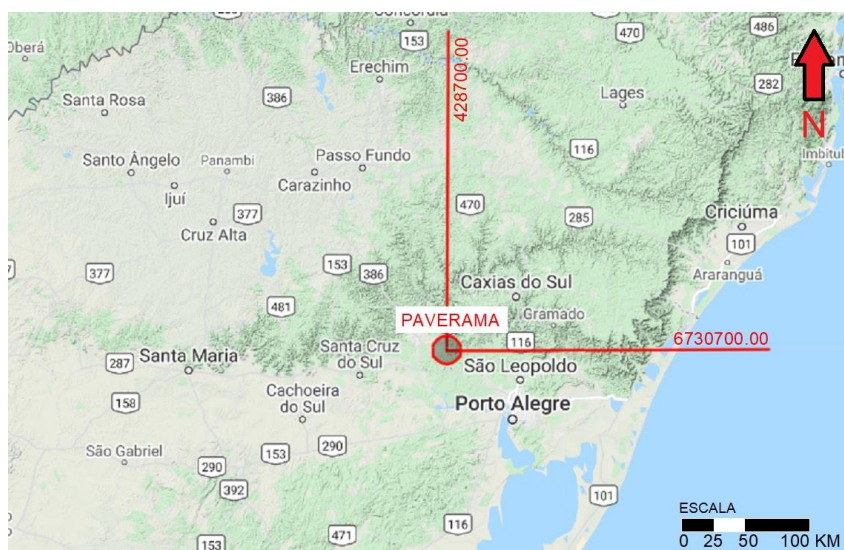 Concórdia
153
470
486
Oberá
Erechim
282
386
Lages
Santa Rosa
116
Imbitub
Santo Ângelo
Panambi
Passo Fundo
Carazinho
Ijuí
377
470
285
Criciúma
Cruz Alta
101
377
153
386
Araranguá
Caxias do Sul
481
Gramado
PAVERAMA
428700.00
6730700.00
116
287
Santa Maria
Santa Cruz
do Sul
São Leopoldo
158
Cachoeira
do Sul
Porto Alegre
São Gabriel
290
153
290
392
101
116
471
153
N
ESCALA
0 25 50 100 KM